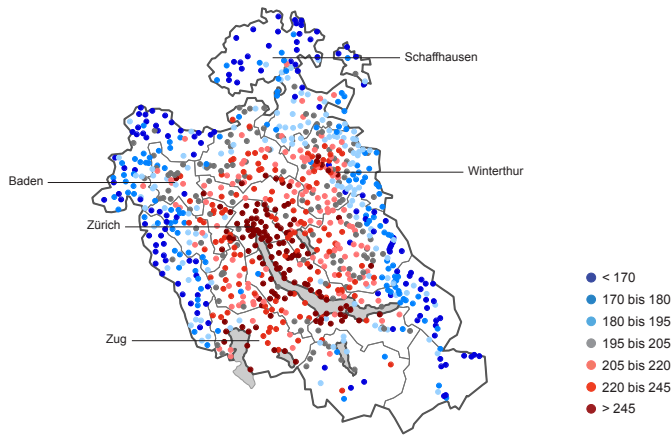 Schaffhausen
Winterthur
Baden
Zürich
Zug
< 170
170 bis 180
180 bis 195
195 bis 205
205 bis 220
220 bis 245
> 245